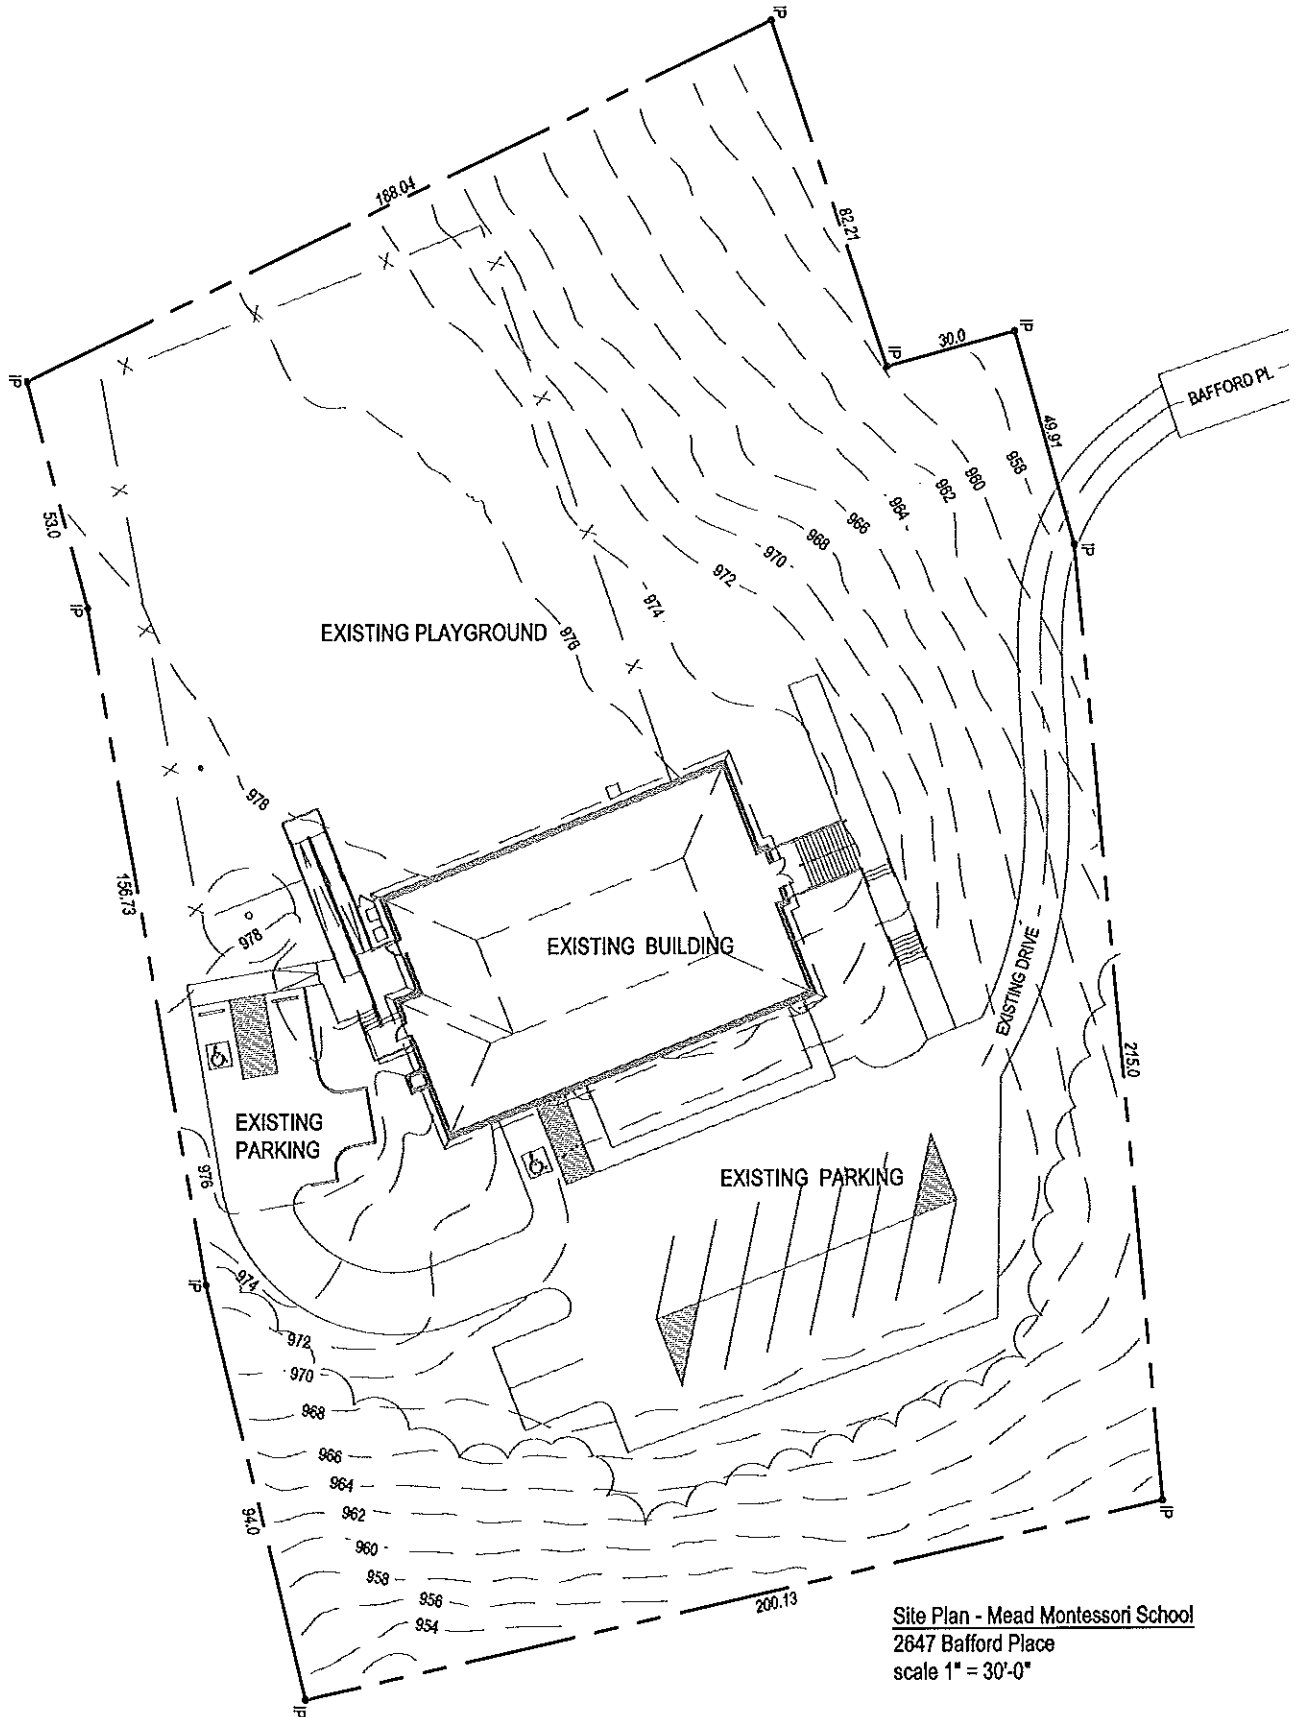 IP
188.04
82.21
IP
30.0
IP
IP
BAFFORD PL.
49.91
958
960
962
964
966
968
970
972
974
976
53.0
IP
IP
EXISTING PLAYGROUND
978
156.73
978
EXISTING BUILDING
EXISTING DRIVE
215.0
EXISTING
PARKING
EXISTING PARKING
976
IP
974
972
970
968
966
964
962
960
958
956
954
94.0
200.13
IP
IP
Site Plan - Mead Montessori School
2647 Bafford Place
scale 1" = 30'-0"